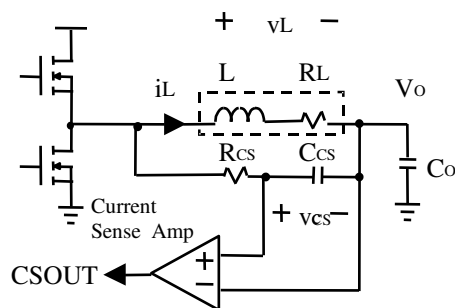 + vL −
iL L RL
VO
RCS CCS
CO
+ vcs −
Current
Sense Amp
+
−
CSOUT